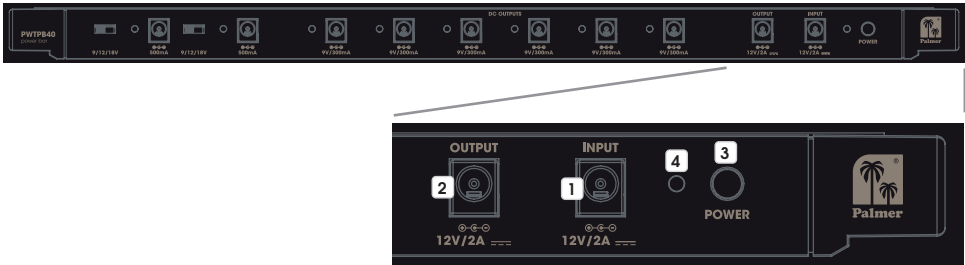 DC OUTPUTS
OUTPUT INPUT
PWTPB40
power bar
POWER
Palmer
9/12/18V 500mA 9/12/18V 500mA 9V/300mA 9V/300mA 9V/300mA 9V/300mA 9V/300mA 9V/300mA 12V/2A 12V/2A
OUTPUT INPUT
2 1 4 3
POWER
12V/2A 12V/2A
®
Palmer